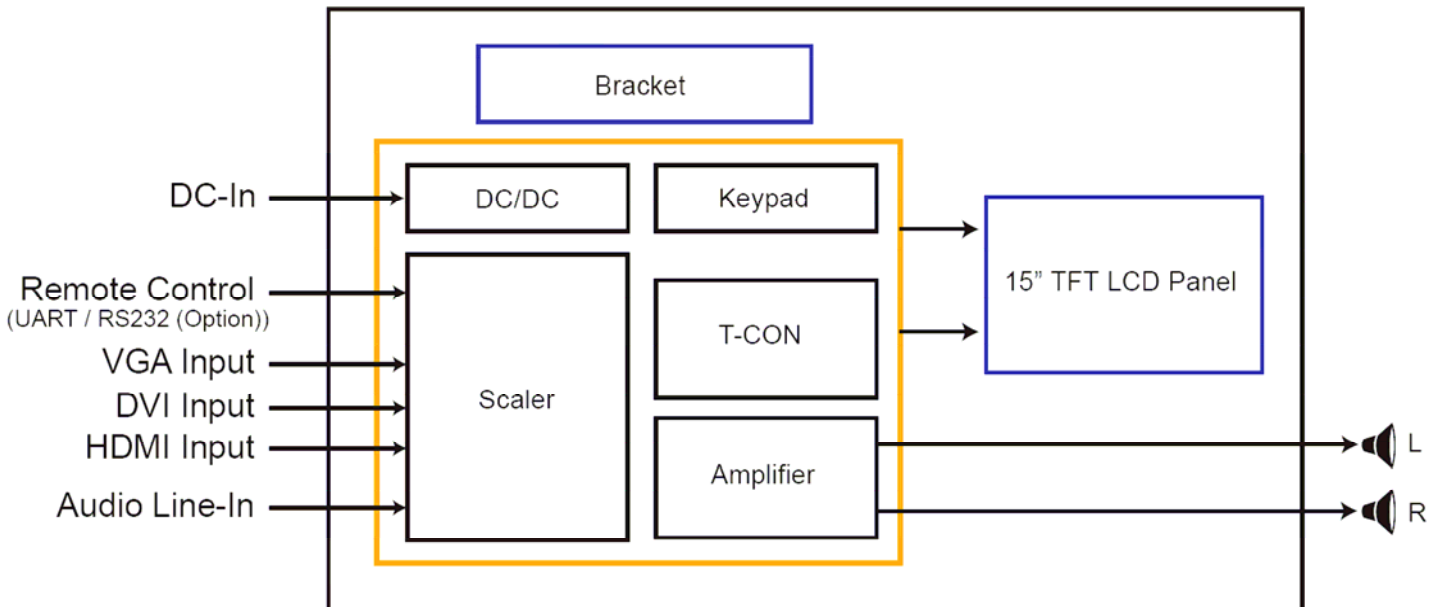 Bracket
DC-In
DC/DC
Keypad
Remote Control
(UART / RS232 (Option))
VGA Input
DVI Input
HDMI Input
Audio Line-In
Scaler
T-CON
Amplifier
15” TFT LCD Panel
L
R